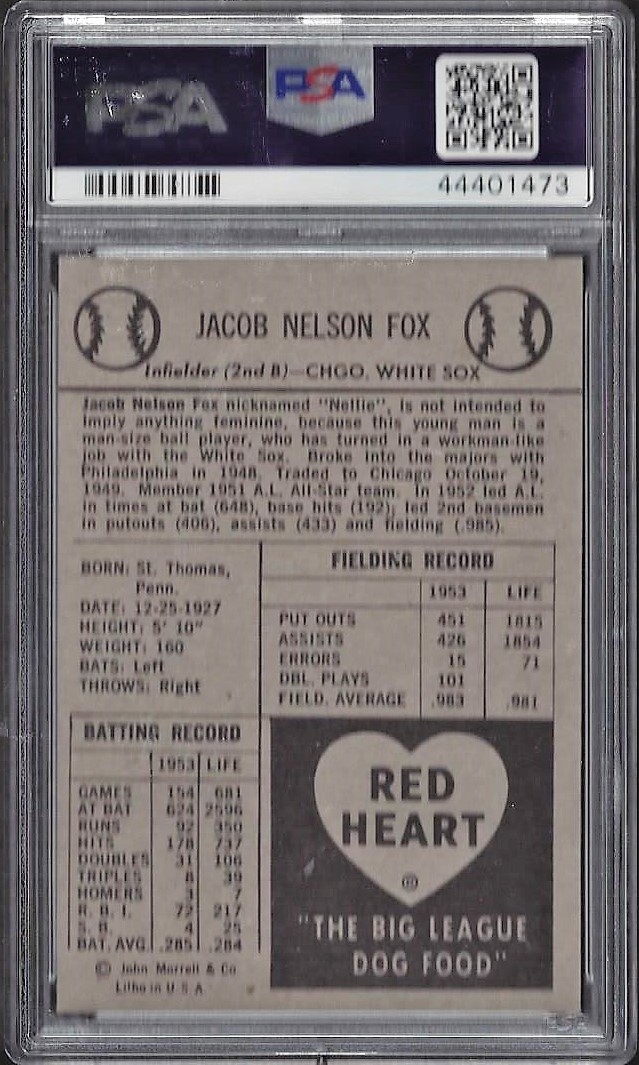 PSA
PSA
44401473
JACOB NELSON FOX
Infielder (2nd B)—CHGO. WHITE SOX
Jacob Nelson Fox nicknamed "Nellie", is not intended to
imply anything feminine, because this young man is a
man-size ball player, who has turned in a workman-like
job with the White Sox. Broke into the majors with
Philadelphia in 1948. Traded to Chicago October 19,
1949. Member 1951 A.L. All-Star team. In 1952 led A.L.
in times at bat (648), base hits (192); led 2nd basemen
in putouts (406), assists (433) and fielding (.985).
BORN: St. Thomas,
Penn.
DATE: 12-25-1927
HEIGHT: 5' 10"
WEIGHT: 160
BATS: Left
THROWS: Right
FIELDING RECORD
1953 LIFE
PUT OUTS 451 1815
ASSISTS 426 1854
ERRORS 15 71
DBL. PLAYS 101
FIELD. AVERAGE .983 .981
BATTING RECORD
1953 LIFE
GAMES 154 681
AT BAT 624 2596
RUNS 92 350
HITS 178 737
DOUBLES 31 106
TRIPLES 8 39
HOMERS 3 7
R. B. I. 72 217
S. B. 4 25
BAT. AVG. .285 .284
© John Morrell & Co.
Litho in U.S.A.
RED
HEART
"THE BIG LEAGUE
DOG FOOD"
PSA